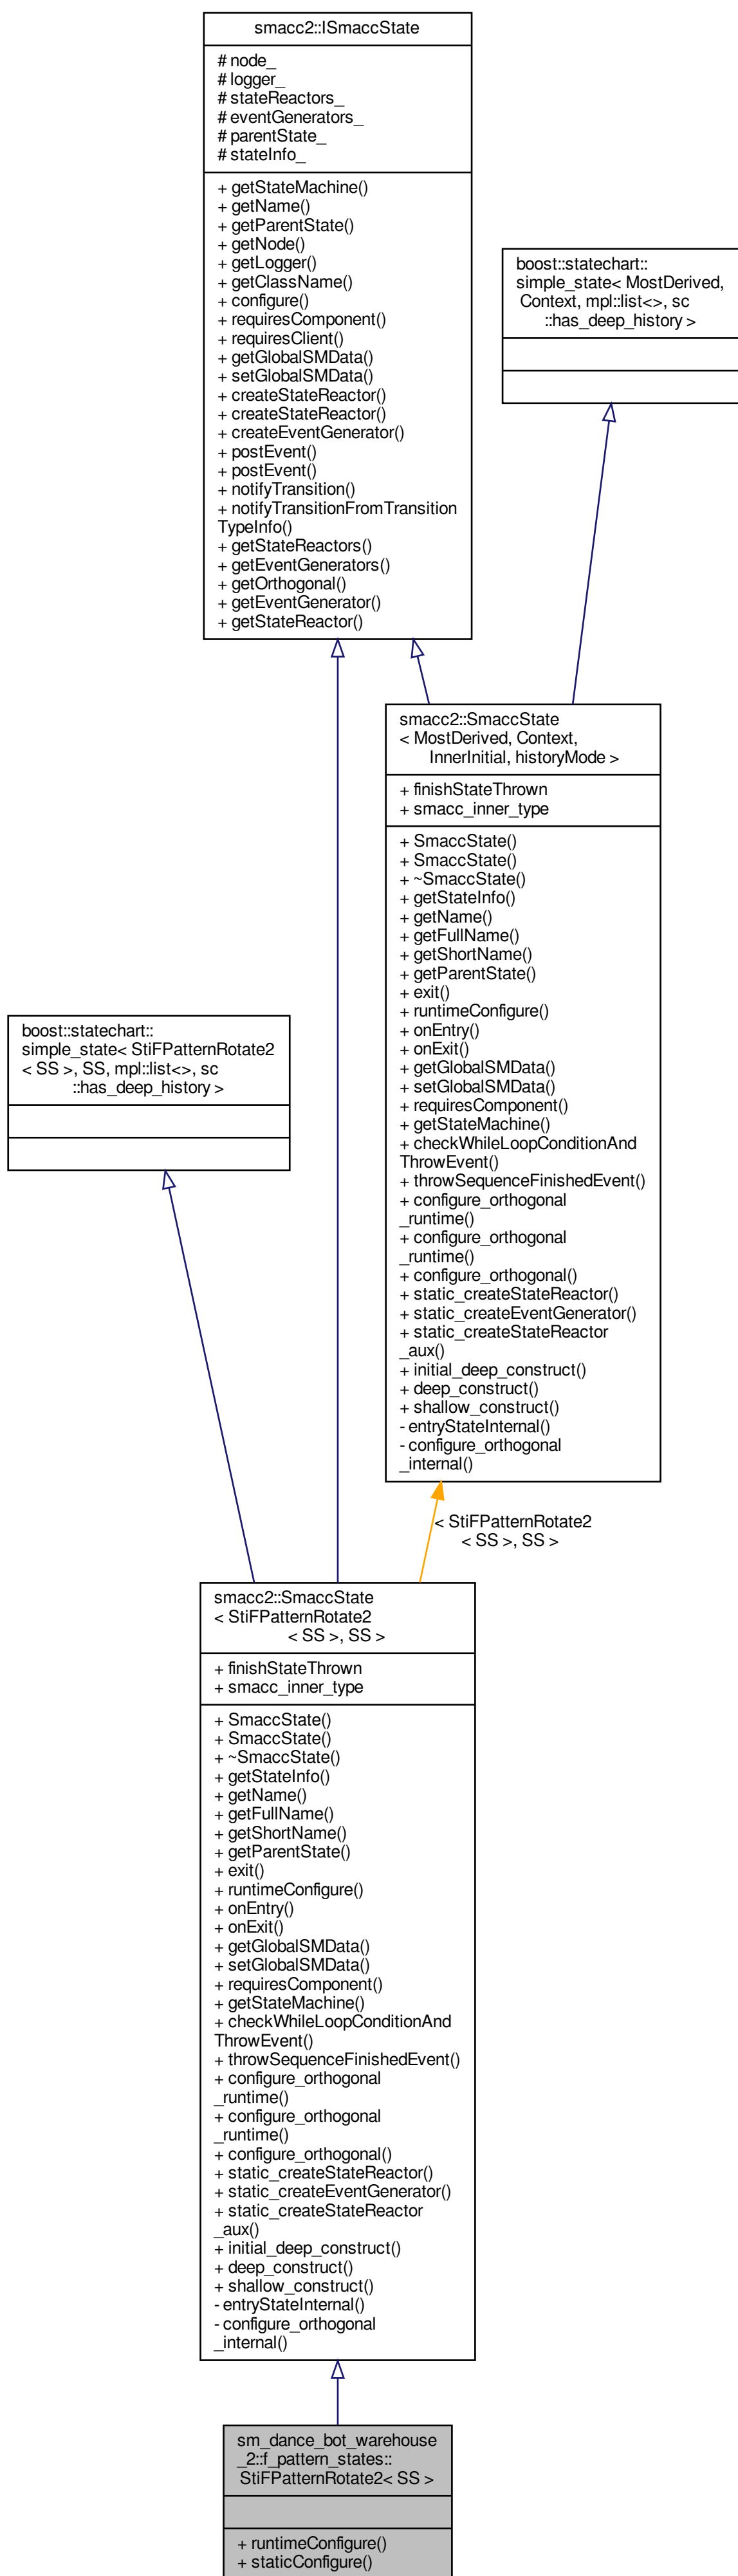 smacc2::ISmaccState
# node_
# logger_
# stateReactors_
# eventGenerators_
# parentState_
# stateInfo_
+ getStateMachine()
+ getName()
+ getParentState()
+ getNode()
+ getLogger()
+ getClassName()
+ configure()
+ requiresComponent()
+ requiresClient()
+ getGlobalSMData()
+ setGlobalSMData()
+ createStateReactor()
+ createStateReactor()
+ createEventGenerator()
+ postEvent()
+ postEvent()
+ notifyTransition()
+ notifyTransitionFromTransition
TypeInfo()
+ getStateReactors()
+ getEventGenerators()
+ getOrthogonal()
+ getEventGenerator()
+ getStateReactor()
boost::statechart::
simple_state< MostDerived,
Context, mpl::list<>, sc
::has_deep_history >
smacc2::SmaccState
< MostDerived, Context,
InnerInitial, historyMode >
+ finishStateThrown
+ smacc_inner_type
+ SmaccState()
+ SmaccState()
+ ~SmaccState()
+ getStateInfo()
+ getName()
+ getFullName()
+ getShortName()
+ getParentState()
+ exit()
+ runtimeConfigure()
+ onEntry()
+ onExit()
+ getGlobalSMData()
+ setGlobalSMData()
+ requiresComponent()
+ getStateMachine()
+ checkWhileLoopConditionAnd
ThrowEvent()
+ throwSequenceFinishedEvent()
+ configure_orthogonal
_runtime()
+ configure_orthogonal
_runtime()
+ configure_orthogonal()
+ static_createStateReactor()
+ static_createEventGenerator()
+ static_createStateReactor
_aux()
+ initial_deep_construct()
+ deep_construct()
+ shallow_construct()
- entryStateInternal()
- configure_orthogonal
_internal()
boost::statechart::
simple_state< StiFPatternRotate2
< SS >, SS, mpl::list<>, sc
::has_deep_history >
< StiFPatternRotate2
< SS >, SS >
smacc2::SmaccState
< StiFPatternRotate2
< SS >, SS >
+ finishStateThrown
+ smacc_inner_type
+ SmaccState()
+ SmaccState()
+ ~SmaccState()
+ getStateInfo()
+ getName()
+ getFullName()
+ getShortName()
+ getParentState()
+ exit()
+ runtimeConfigure()
+ onEntry()
+ onExit()
+ getGlobalSMData()
+ setGlobalSMData()
+ requiresComponent()
+ getStateMachine()
+ checkWhileLoopConditionAnd
ThrowEvent()
+ throwSequenceFinishedEvent()
+ configure_orthogonal
_runtime()
+ configure_orthogonal
_runtime()
+ configure_orthogonal()
+ static_createStateReactor()
+ static_createEventGenerator()
+ static_createStateReactor
_aux()
+ initial_deep_construct()
+ deep_construct()
+ shallow_construct()
- entryStateInternal()
- configure_orthogonal
_internal()
sm_dance_bot_warehouse
_2::f_pattern_states::
StiFPatternRotate2< SS >
+ runtimeConfigure()
+ staticConfigure()